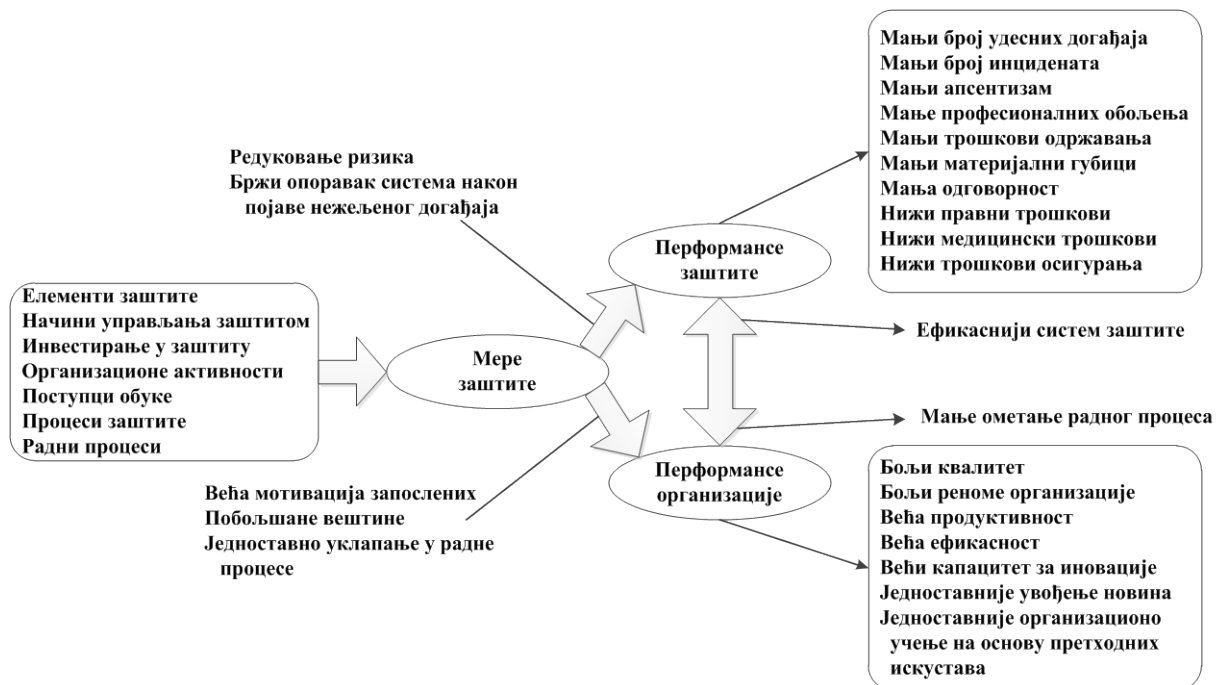 Мањи број удесних догађаја
Мањи број инцидената
Мањи апсентизам
Мање професионалних обољења
Мањи трошкови одржавања
Мањи материјални губици
Мања одговорност
Нижи правни трошкови
Нижи медицински трошкови
Нижи трошкови осигурања
Редуковање ризика
Бржи опоравак система након
појаве нежељеног догађаја
Перформансе
заштите
Елементи заштите
Начини управљања заштитом
Инвестирање у заштиту
Организационе активности
Поступци обуке
Процеси заштите
Радни процеси
Мере
заштите
Ефикаснији систем заштите
Мање ометање радног процеса
Перформансе
организације
Већа мотивација запослених
Побољшане вештине
Једноставно уклапање у радне
процесе
Бољи квалитет
Бољи реноме организације
Већа продуктивност
Већа ефикасност
Већи капацитет за иновације
Једноставније увођење новина
Једноставније организационо
учење на основу претходних
искустава